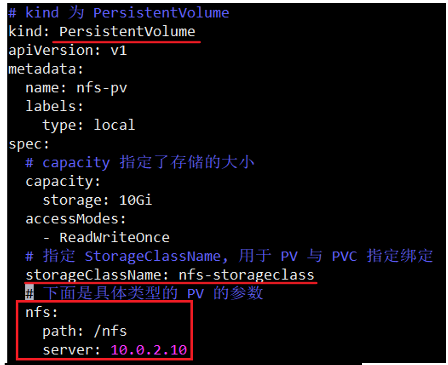 # kind 为 PersistentVolume
kind: PersistentVolume
apiVersion: v1
metadata:
  name: nfs-pv
  labels:
    type: local
spec:
  # capacity 指定了存储的大小
  capacity:
    storage: 10Gi
  accessModes:
    - ReadWriteOnce
  # 指定 StorageClassName, 用于 PV 与 PVC 指定绑定
  storageClassName: nfs-storageclass
  # 下面是具体类型的 PV 的参数
  nfs:
    path: /nfs
    server: 10.0.2.10